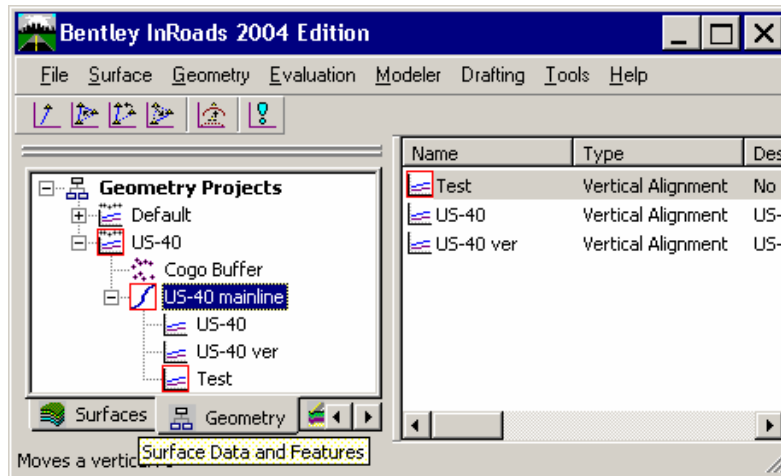 Bentley InRoads 2004 Edition
File Surface Geometry Evaluation Modeler Drafting Tools Help
Name Type Des
Test Vertical Alignment No
US-40 Vertical Alignment US-
US-40 ver Vertical Alignment US-
Geometry Projects
Default
US-40
Cogo Buffer
US-40 mainline
US-40
US-40 ver
Test
Surfaces Geometry
Surface Data and Features
Moves a vertic